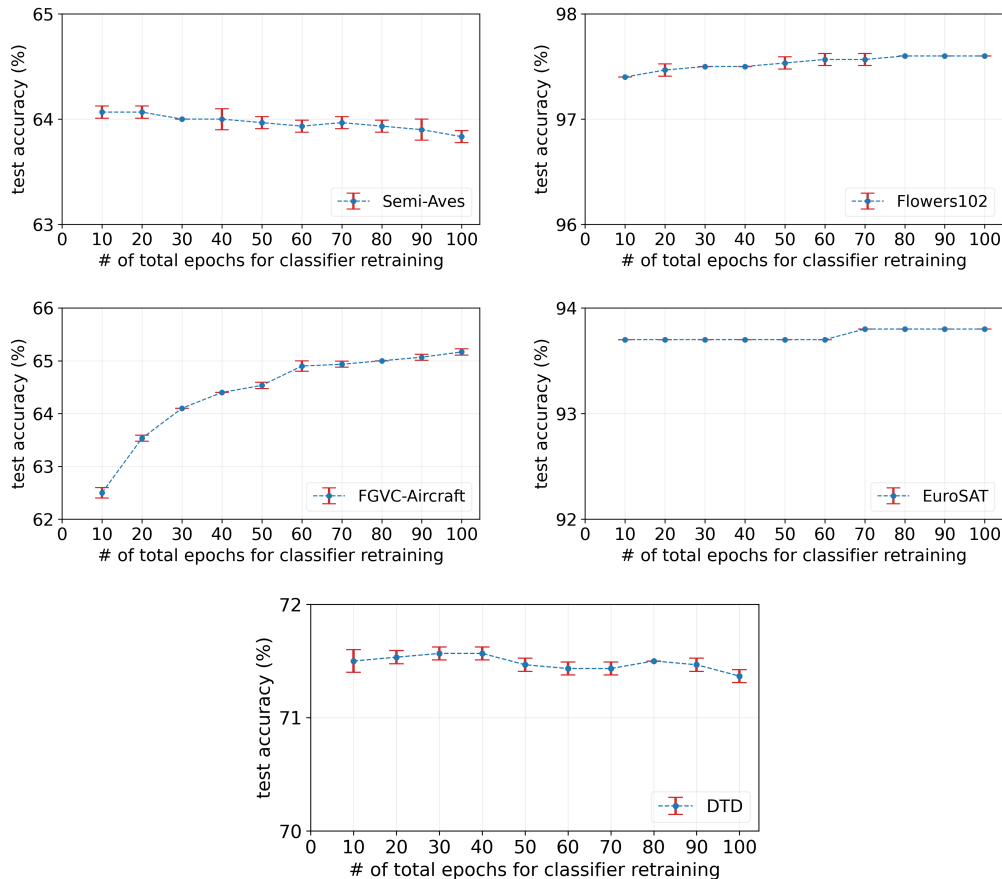 65
64
63
test accuracy (%)
Semi-Aves
0 10 20 30 40 50 60 70 80 90 100
# of total epochs for classifier retraining
98
97
96
test accuracy (%)
Flowers102
0 10 20 30 40 50 60 70 80 90 100
# of total epochs for classifier retraining
66
65
64
63
62
test accuracy (%)
FGVC-Aircraft
0 10 20 30 40 50 60 70 80 90 100
# of total epochs for classifier retraining
94
93
92
test accuracy (%)
EuroSAT
0 10 20 30 40 50 60 70 80 90 100
# of total epochs for classifier retraining
72
71
70
test accuracy (%)
DTD
0 10 20 30 40 50 60 70 80 90 100
# of total epochs for classifier retraining